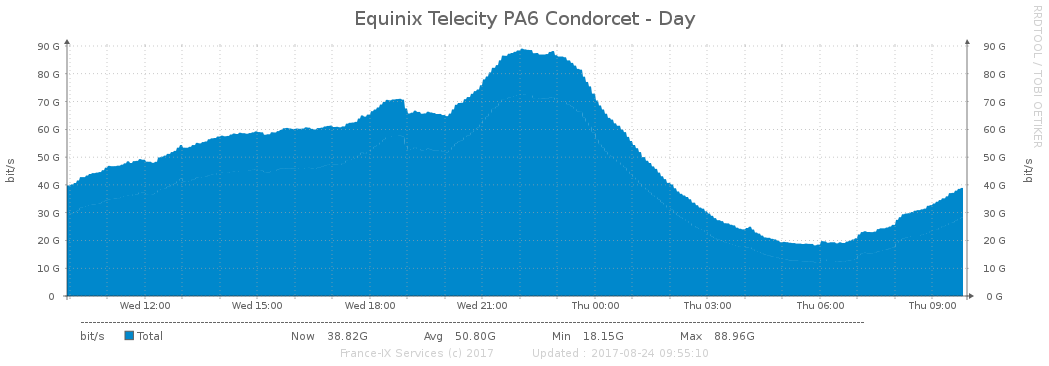 Equinix Telecity PA6 Condorcet - Day
RRDTOOL / TOBI OETIKER
90 G 90 G
80 G 80 G
70 G 70 G
60 G 60 G
50 G 50 G
40 G 40 G
30 G 30 G
20 G 20 G
10 G 10 G
0 0 G
bit/s bit/s
Wed 12:00 Wed 15:00 Wed 18:00 Wed 21:00 Thu 00:00 Thu 03:00 Thu 06:00 Thu 09:00
bit/s Total Now 38.82G Avg 50.80G Min 18.15G Max 88.96G
France-IX Services (c) 2017 Updated : 2017-08-24 09:55:10